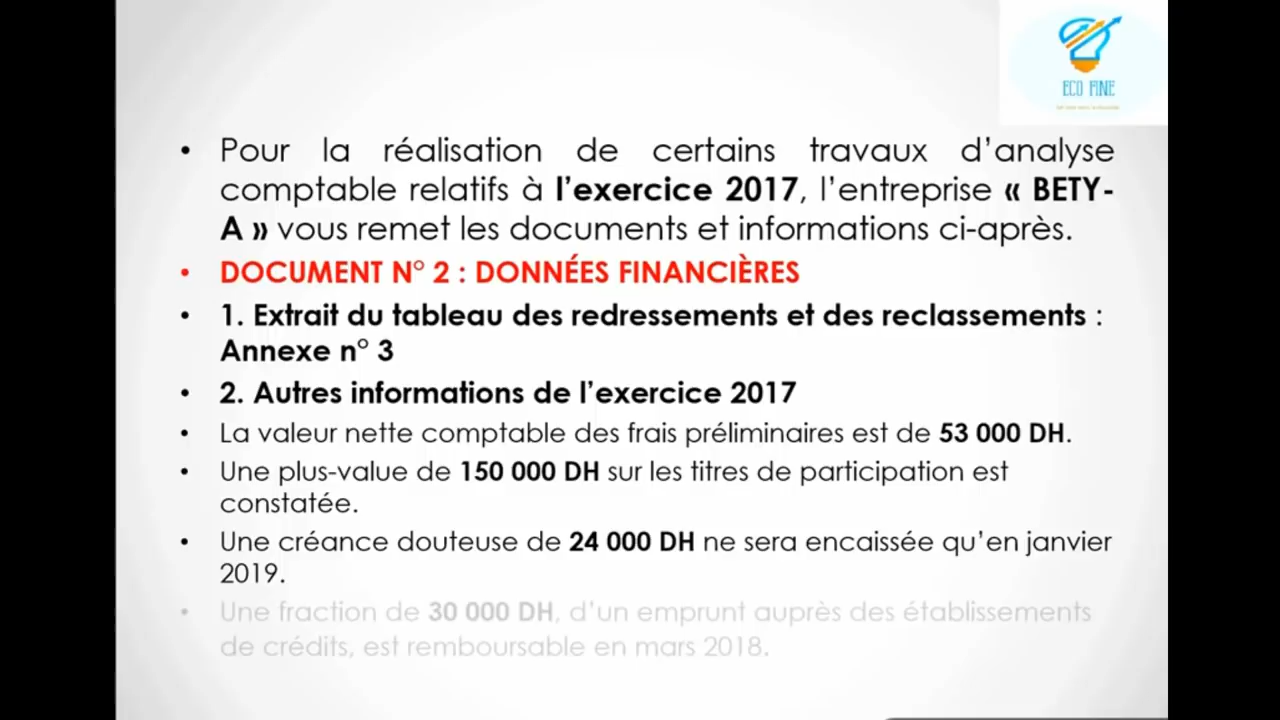 ECO FINE
Pour la réalisation de certains travaux d'analyse
comptable relatifs à l'exercice 2017, l'entreprise « BETY-
A » vous remet les documents et informations ci-après.
DOCUMENT N° 2 : DONNÉES FINANCIÈRES
1. Extrait du tableau des redressements et des reclassements :
Annexe n° 3
2. Autres informations de l'exercice 2017
La valeur nette comptable des frais préliminaires est de 53 000 DH.
Une plus-value de 150 000 DH sur les titres de participation est
constatée.
Une créance douteuse de 24 000 DH ne sera encaissée qu'en janvier
2019.
Une fraction de 30 000 DH, d'un emprunt auprès des établissements
de crédits, est remboursable en mars 2018.